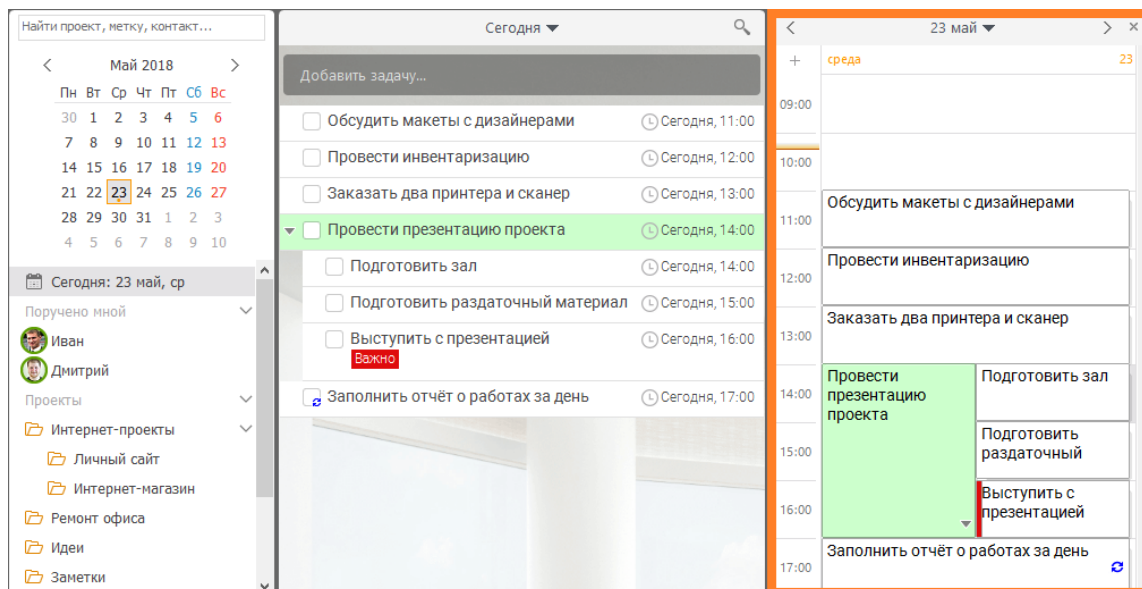 Найти проект, метку, контакт...
Май 2018
Пн Вт Ср Чт Пт Сб Вс
30 1 2 3 4 5 6
7 8 9 10 11 12 13
14 15 16 17 18 19 20
21 22 23 24 25 26 27
28 29 30 31 1 2 3
4 5 6 7 8 9 10
Сегодня: 23 май, ср
Поручено мной
Иван
Дмитрий
Проекты
Интернет-проекты
Личный сайт
Интернет-магазин
Ремонт офиса
Идеи
Заметки
Сегодня
Добавить задачу...
Обсудить макеты с дизайнерами Сегодня, 11:00
Провести инвентаризацию Сегодня, 12:00
Заказать два принтера и сканер Сегодня, 13:00
Провести презентацию проекта Сегодня, 14:00
Подготовить зал Сегодня, 14:00
Подготовить раздаточный материал Сегодня, 15:00
Выступить с презентацией Сегодня, 16:00
Важно
Заполнить отчёт о работах за день Сегодня, 17:00
23 май
+ среда 23
09:00
10:00
Обсудить макеты с дизайнерами
11:00
Провести инвентаризацию
12:00
Заказать два принтера и сканер
13:00
Провести
презентацию
проекта
14:00
Подготовить зал
Подготовить
раздаточный
15:00
Выступить с
презентацией
16:00
Заполнить отчёт о работах за день
17:00